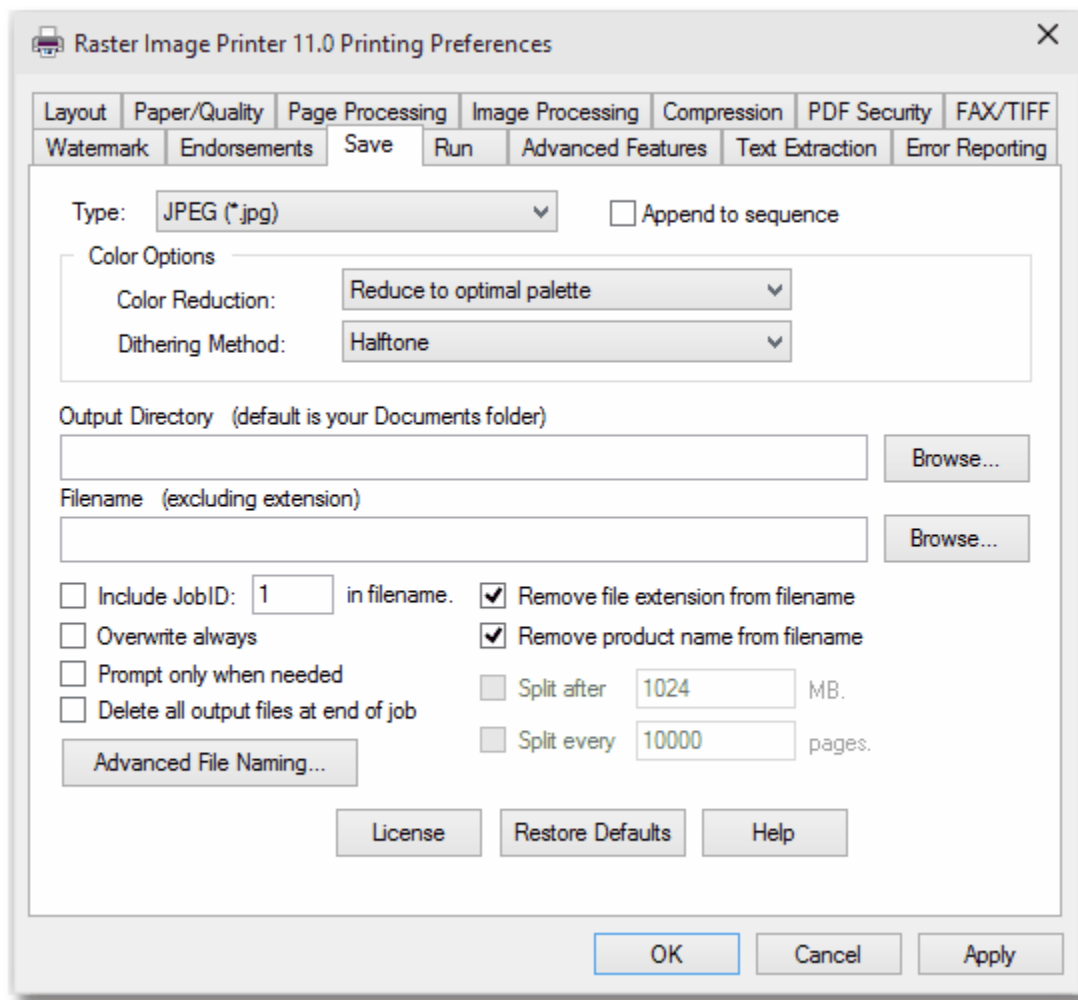 Raster Image Printer 11.0 Printing Preferences
Layout Paper/Quality Page Processing Image Processing Compression PDF Security FAX/TIFF
Watermark Endorsements Save Run Advanced Features Text Extraction Error Reporting
Type: JPEG (*.jpg) Append to sequence
Color Options
Color Reduction: Reduce to optimal palette
Dithering Method: Halftone
Output Directory (default is your Documents folder)
Browse...
Filename (excluding extension)
Browse...
Include JobID: 1 in filename. Remove file extension from filename
Overwrite always Remove product name from filename
Prompt only when needed
Split after 1024 MB.
Delete all output files at end of job
Split every 10000 pages.
Advanced File Naming...
License Restore Defaults Help
OK Cancel Apply